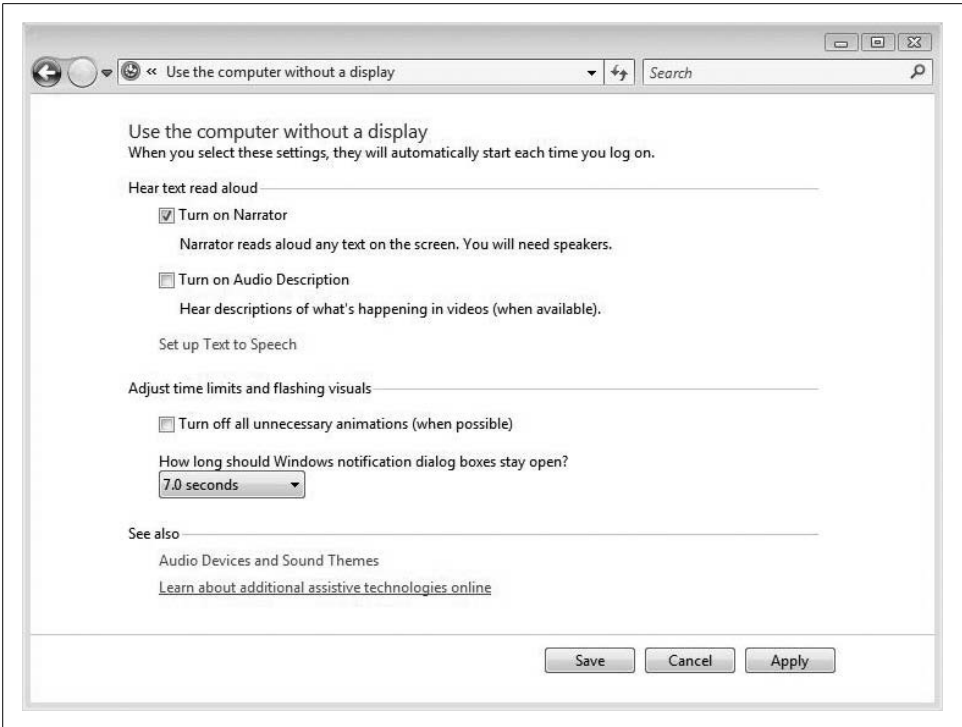 « Use the computer without a display
Search
Use the computer without a display
When you select these settings, they will automatically start each time you log on.
Hear text read aloud
Turn on Narrator
Narrator reads aloud any text on the screen. You will need speakers.
Turn on Audio Description
Hear descriptions of what's happening in videos (when available).
Set up Text to Speech
Adjust time limits and flashing visuals
Turn off all unnecessary animations (when possible)
How long should Windows notification dialog boxes stay open?
7.0 seconds
See also
Audio Devices and Sound Themes
Learn about additional assistive technologies online
Save Cancel Apply